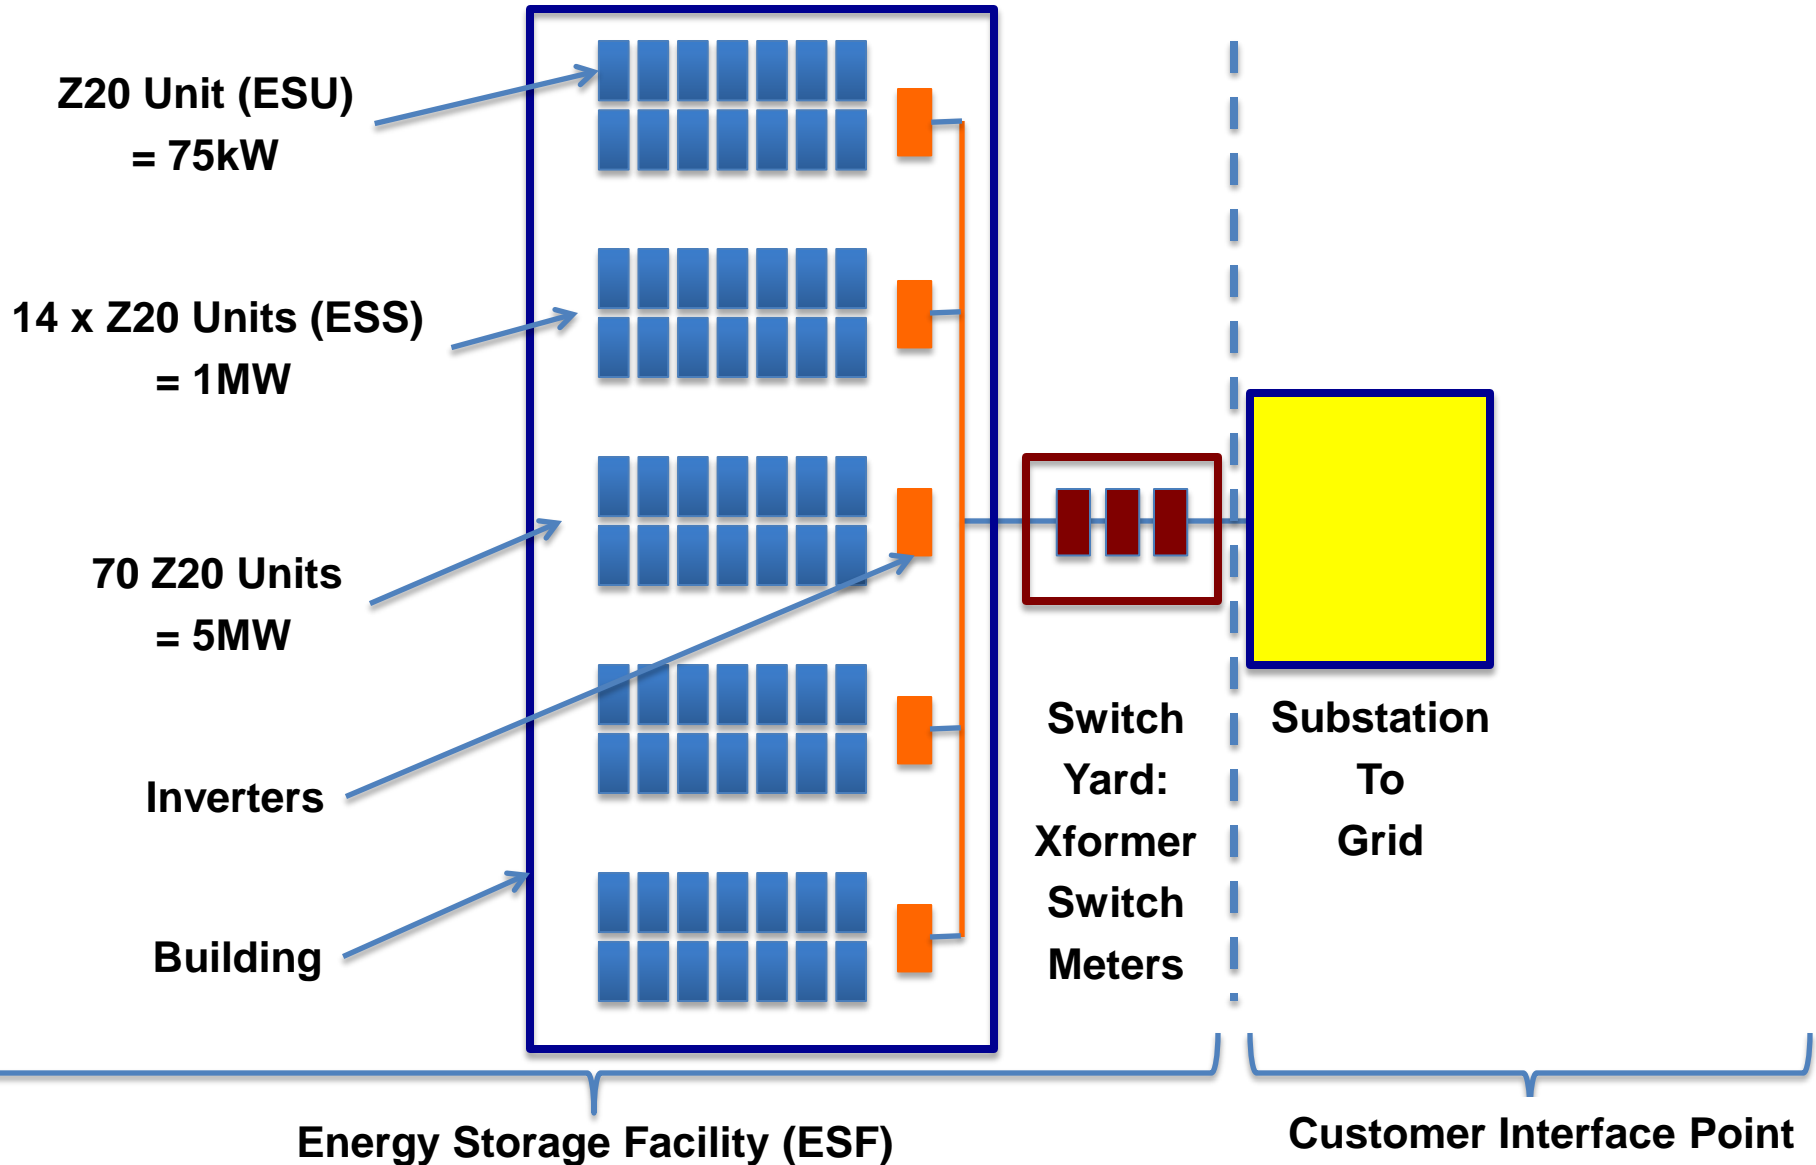 Z20 Unit (ESU)
= 75kW
14 x Z20 Units (ESS)
= 1MW
70 Z20 Units
= 5MW
Inverters
Building
Switch
Yard:
Xformer
Switch
Meters
Substation
To
Grid
Energy Storage Facility (ESF)
Customer Interface Point